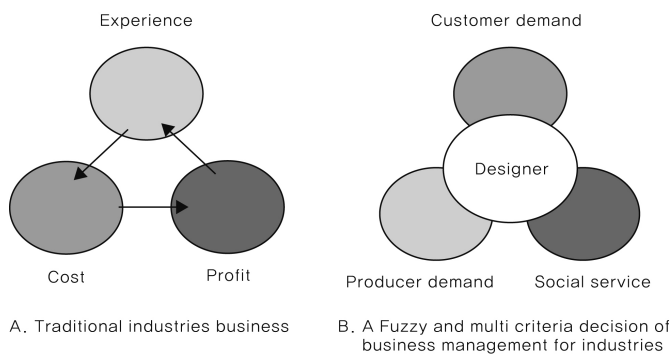 Experience
Cost
Profit
A. Traditional industries business
Customer demand
Designer
Producer demand
Social service
B. A Fuzzy and multi criteria decision of
business management for industries